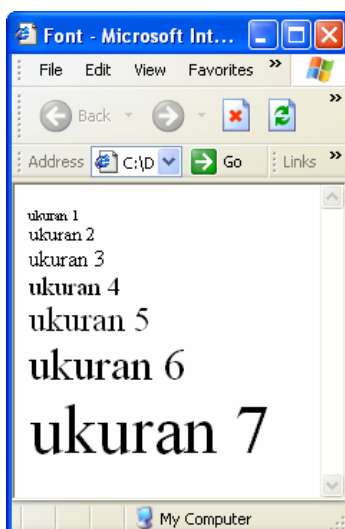 Font - Microsoft Int...
File Edit View Favorites »
Back »
Address C:\D Go Links »
ukuran 1
ukuran 2
ukuran 3
ukuran 4
ukuran 5
ukuran 6
ukuran 7
My Computer